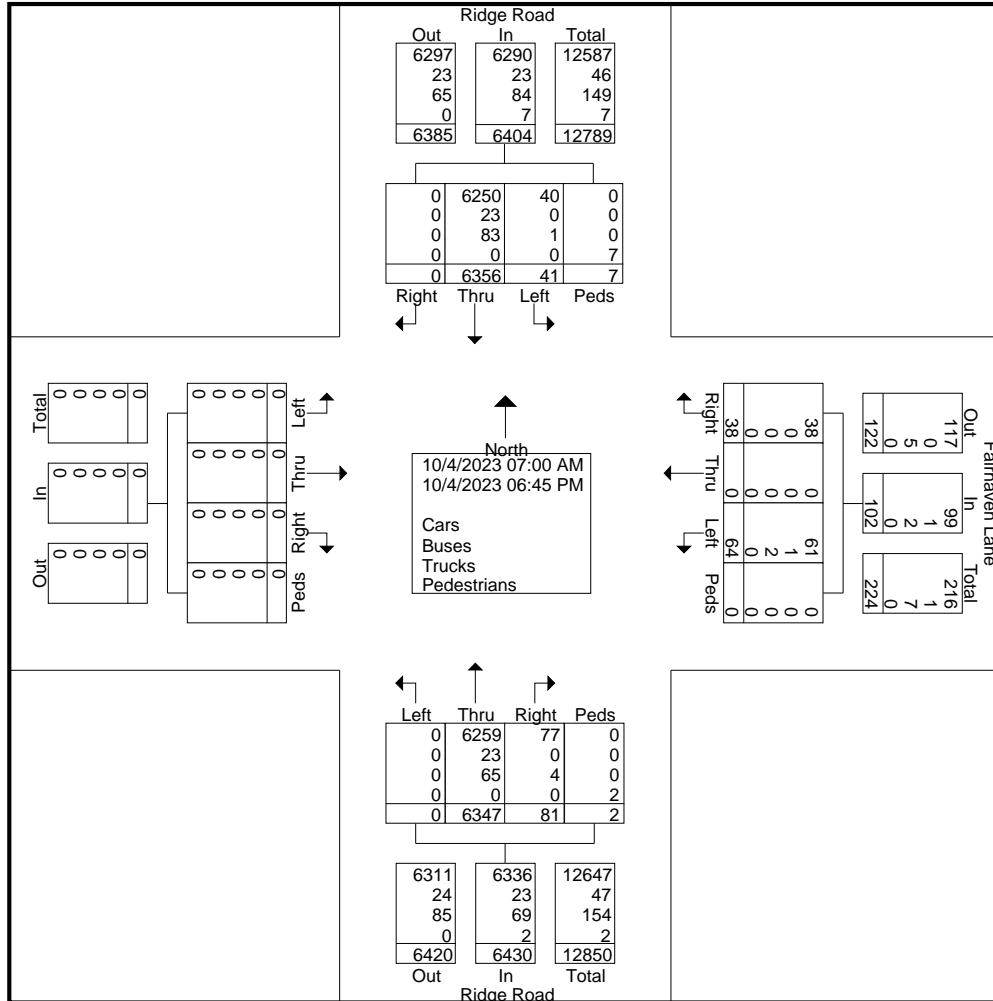 Ridge Road
Out In Total
6297 6290 12587
23 23 46
65 84 149
0 7 7
6385 6404 12789
0 6250 40 0
0 23 0 0
0 83 1 0
0 0 0 7
0 6356 41 7
Right Thru Left Peds
Total
0 0 0 0 0
In
0 0 0 0 0
Out
0 0 0 0 0
Left
0 0 0 0 0
Thru
0 0 0 0 0
Right
0 0 0 0 0
Peds
0 0 0 0 0
North
10/4/2023 07:00 AM
10/4/2023 06:45 PM
Cars
Buses
Trucks
Pedestrians
Right
38 0 0 0 38
Thru
0 0 0 0 0
Left
61 1 2 0 64
Peds
0 0 0 0 0
Fairhaven Lane
Out
117 0 5 0 122
In
99 1 2 0 102
Total
216 1 7 0 224
Left Thru Right Peds
0 6259 77 0
0 23 0 0
0 65 4 0
0 0 0 2
0 6347 81 2
6311 6336 12647
24 23 47
85 69 154
0 2 2
6420 6430 12850
Out In Total
Ridge Road